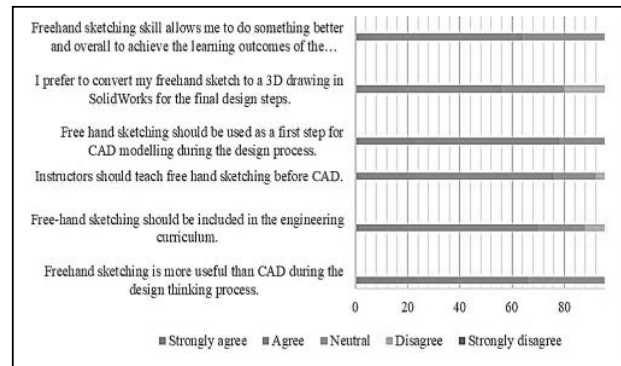 Freehand sketching skill allows me to do something better
and overall to achieve the learning outcomes of the…
I prefer to convert my freehand sketch to a 3D drawing in
SolidWorks for the final design steps.
Free hand sketching should be used as a first step for
CAD modelling during the design process.
Instructors should teach free hand sketching before CAD.
Free-hand sketching should be included in the engineering
curriculum.
Freehand sketching is more useful than CAD during the
design thinking process.
0 20 40 60 80
Strongly agree Agree Neutral Disagree Strongly disagree